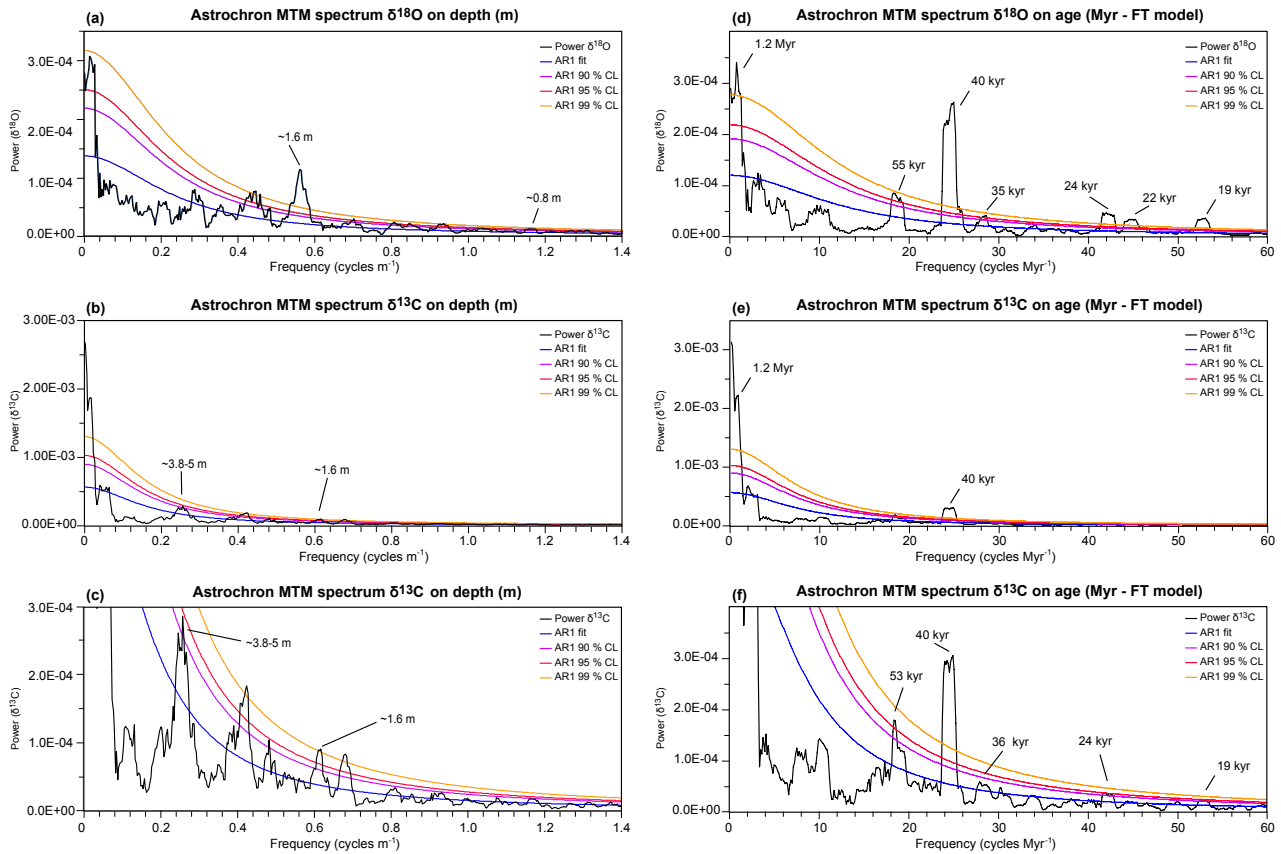 (a) Astrochron MTM spectrum δ¹⁸O on depth (m)
3.0E-04
2.0E-04
1.0E-04
0.0E+00
Power (δ¹⁸O)
~1.6 m
~0.8 m
Power δ¹⁸O
AR1 fit
AR1 90 % CL
AR1 95 % CL
AR1 99 % CL
0.0 0.2 0.4 0.6 0.8 1.0 1.2 1.4
Frequency (cycles m⁻¹)
(b) Astrochron MTM spectrum δ¹³C on depth (m)
3.00E-03
2.00E-03
1.00E-03
0.00E+00
Power (δ¹³C)
~3.8-5 m
~1.6 m
Power δ¹³C
AR1 fit
AR1 90 % CL
AR1 95 % CL
AR1 99 % CL
0.0 0.2 0.4 0.6 0.8 1.0 1.2 1.4
Frequency (cycles m⁻¹)
(c) Astrochron MTM spectrum δ¹³C on depth (m)
3.0E-04
2.0E-04
1.0E-04
0.0E+00
Power (δ¹³C)
~3.8-5 m
~1.6 m
Power δ¹³C
AR1 fit
AR1 90 % CL
AR1 95 % CL
AR1 99 % CL
0.0 0.2 0.4 0.6 0.8 1.0 1.2 1.4
Frequency (cycles m⁻¹)
(d) Astrochron MTM spectrum δ¹⁸O on age (Myr - FT model)
3.0E-04
2.0E-04
1.0E-04
0.0E+00
Power (δ¹⁸O)
1.2 Myr
40 kyr
55 kyr
35 kyr
24 kyr
22 kyr
19 kyr
Power δ¹⁸O
AR1 fit
AR1 90 % CL
AR1 95 % CL
AR1 99 % CL
0 10 20 30 40 50 60
Frequency (cycles Myr⁻¹)
(e) Astrochron MTM spectrum δ¹³C on age (Myr - FT model)
3.0E-03
2.0E-03
1.0E-03
0.0E+00
Power (δ¹³C)
1.2 Myr
40 kyr
Power δ¹³C
AR1 fit
AR1 90 % CL
AR1 95 % CL
AR1 99 % CL
0 10 20 30 40 50 60
Frequency (cycles Myr⁻¹)
(f) Astrochron MTM spectrum δ¹³C on age (Myr - FT model)
3.0E-04
2.0E-04
1.0E-04
0.0E+00
Power (δ¹³C)
40 kyr
53 kyr
36 kyr
24 kyr
19 kyr
Power δ¹³C
AR1 fit
AR1 90 % CL
AR1 95 % CL
AR1 99 % CL
0 10 20 30 40 50 60
Frequency (cycles Myr⁻¹)